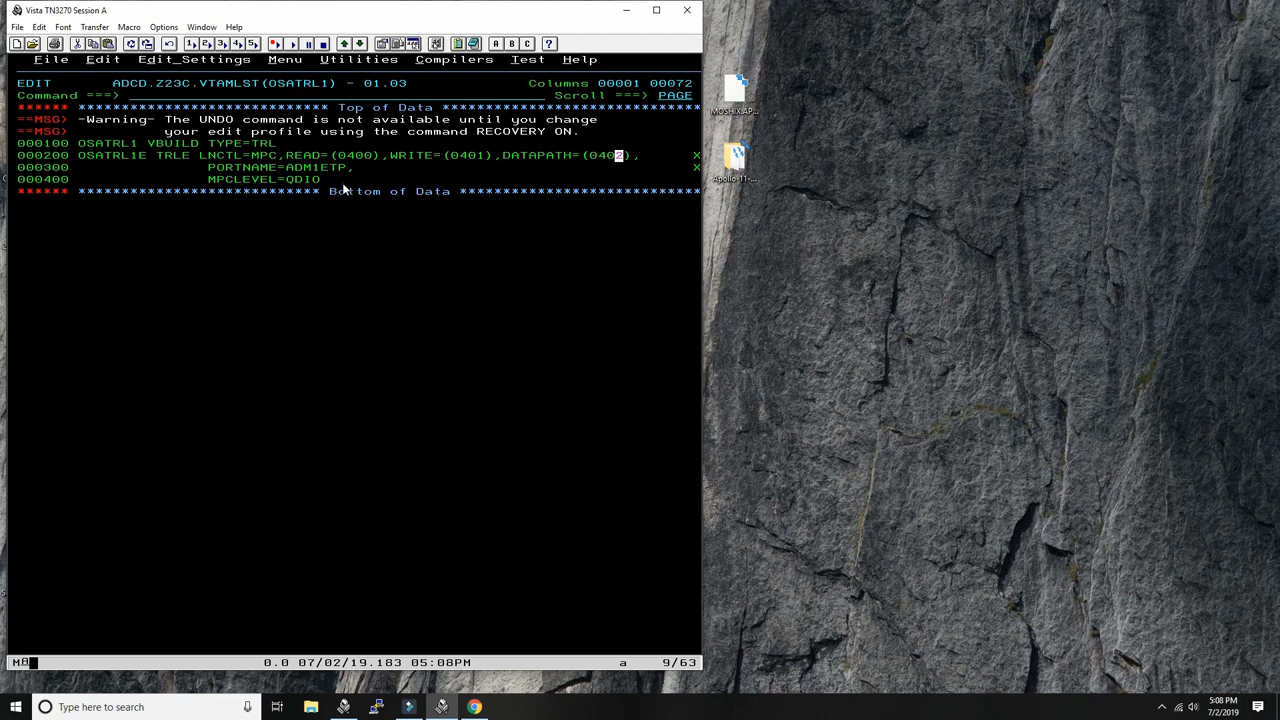 Vista TN3270 Session A
File Edit Font Transfer Macro Options Window Help
File Edit Edit_Settings Menu Utilities Compilers Test Help
EDIT ADCD.Z23C.VTAMLST(OSATRL1) - 01.03 Columns 00001 00072
Command ===> Scroll ===> PAGE
****** **************************** Top of Data ******************************
==MSG> -Warning- The UNDO command is not available until you change
==MSG> your edit profile using the command RECOVERY ON.
000100 OSATRL1 VBUILD TYPE=TRL
000200 OSATRL1E TRLE LNCTL=MPC,READ=(0400),WRITE=(0401),DATAPATH=(0402), X
000300 PORTNAME=ADM1ETP, X
000400 MPCLEVEL=QDIO
****** *************************** Bottom of Data ****************************
0.0 07/02/19.183 05:08PM a 9/63
MOSHIX.AP...
Apollo-11-...
Type here to search
5:08 PM
7/2/2019